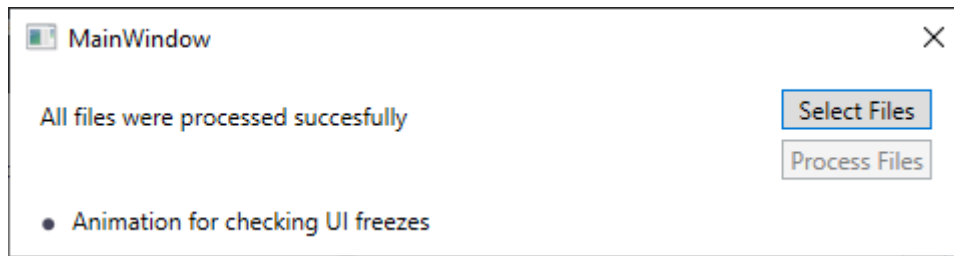 MainWindow
All files were processed succesfully
Select Files
Process Files
Animation for checking UI freezes